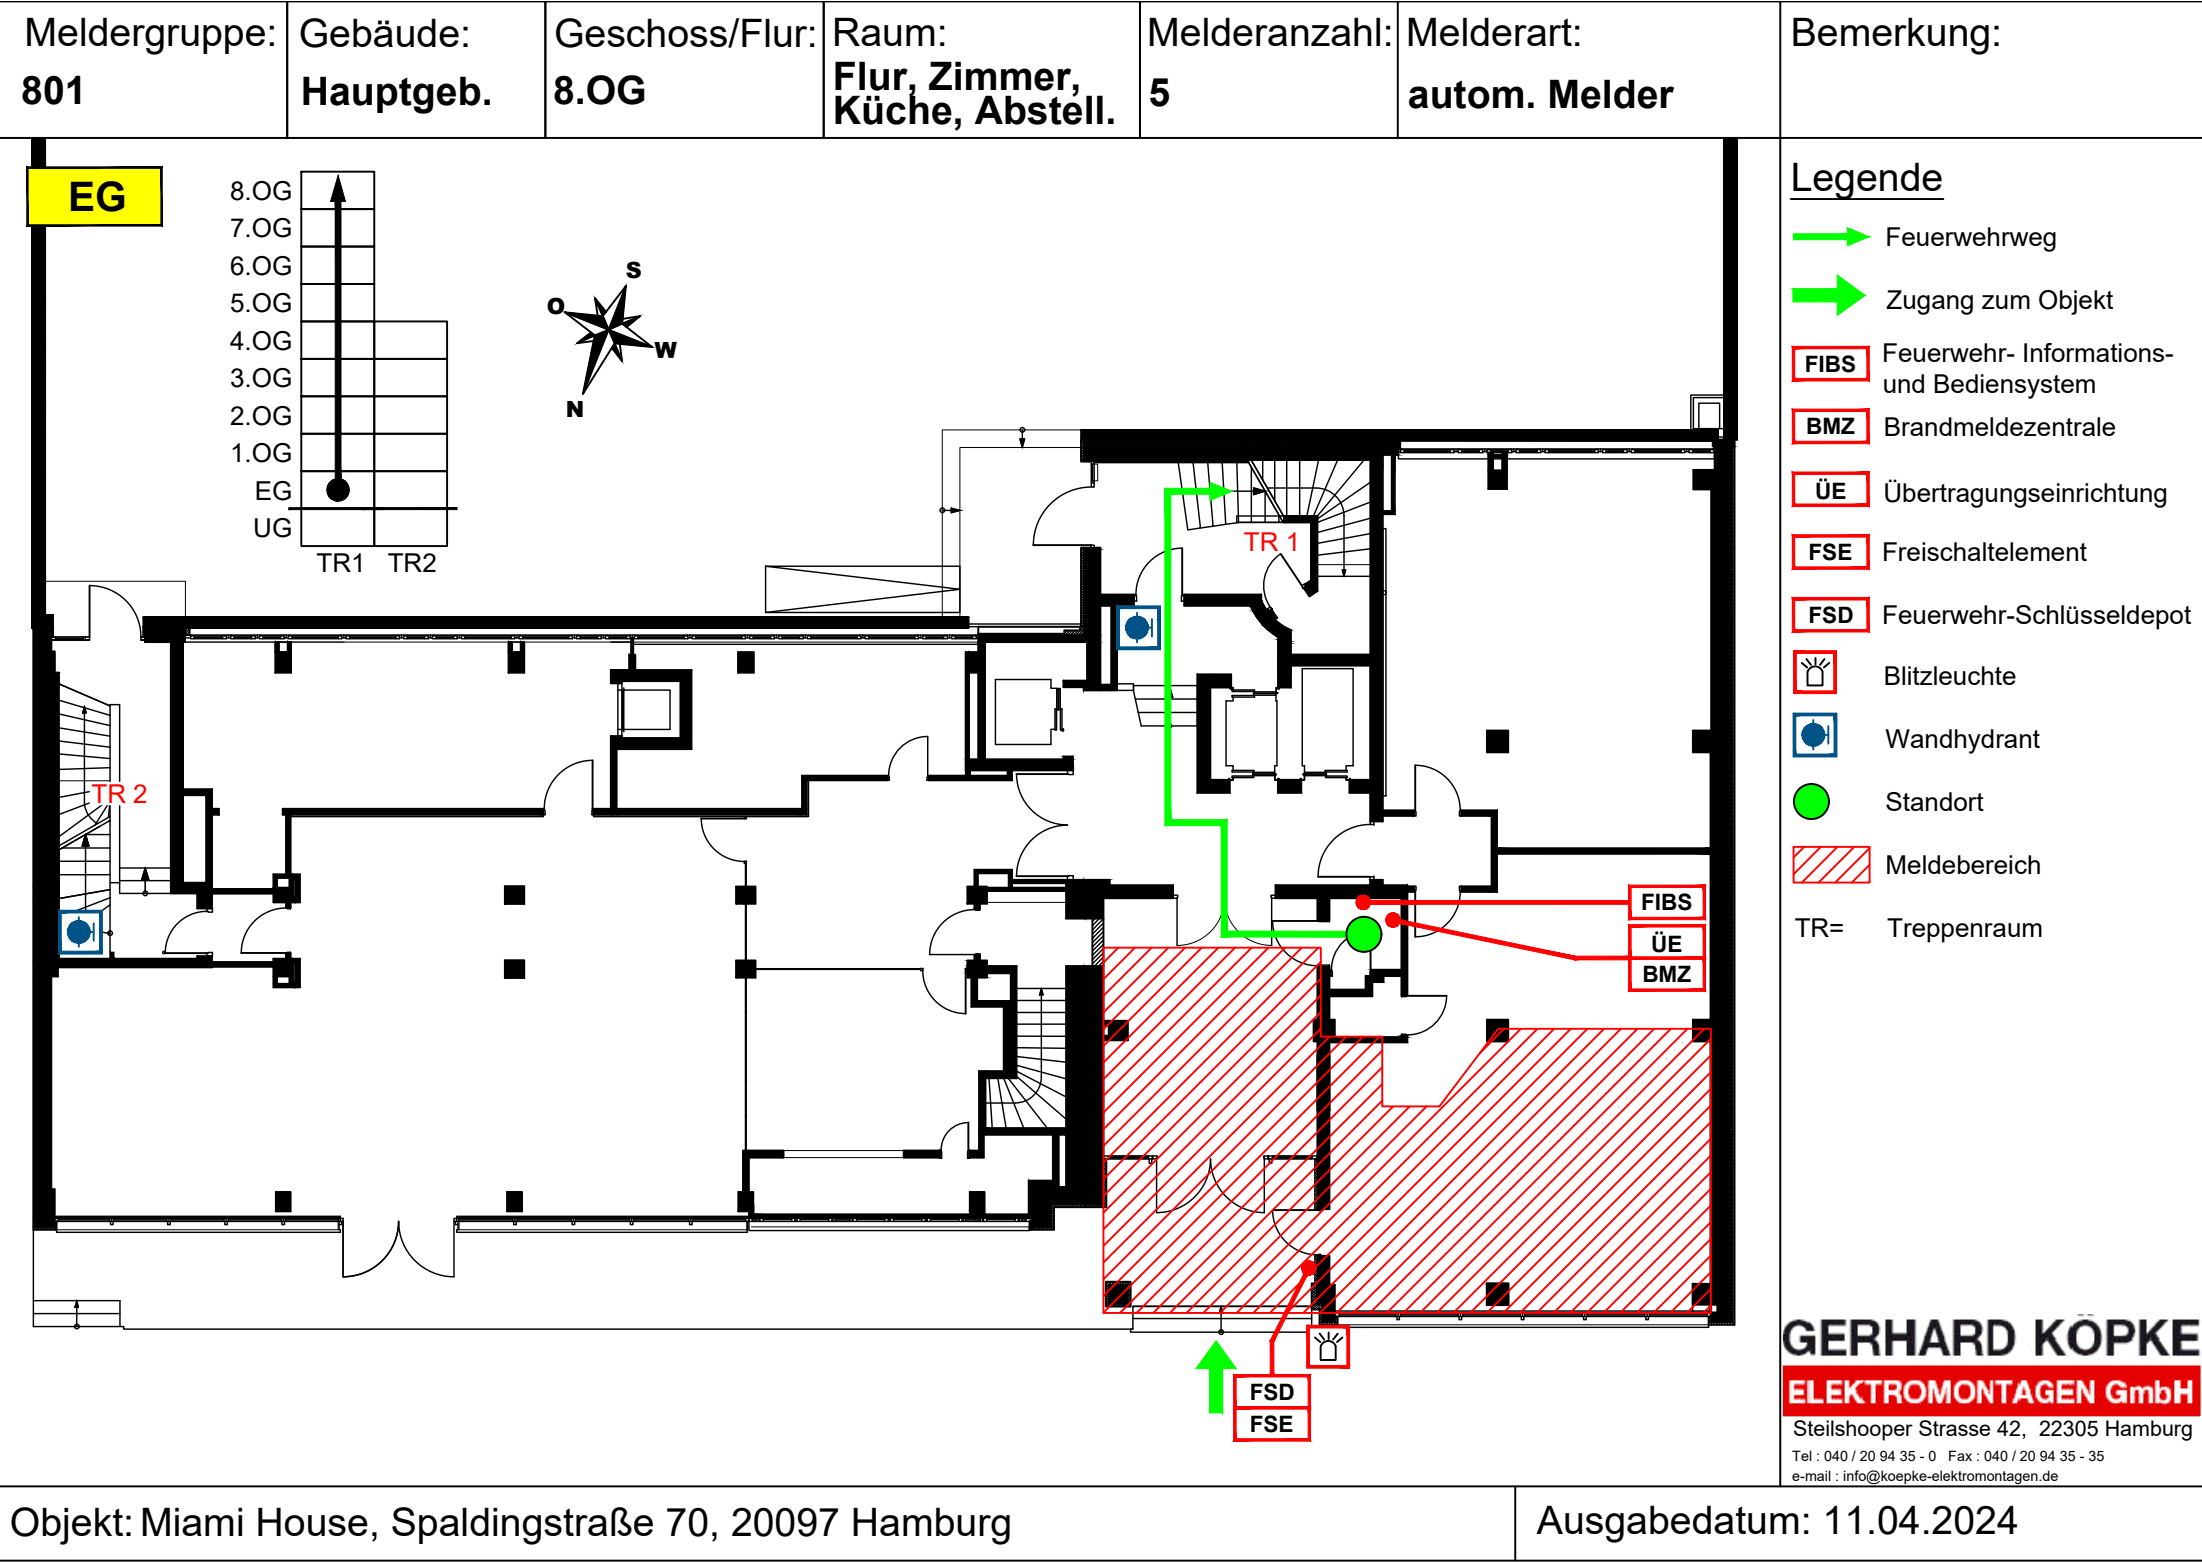 Meldergruppe:
801
Gebäude:
Hauptgeb.
Geschoss/Flur:
8.OG
Raum:
Flur, Zimmer,
Küche, Abstell.
Melderanzahl:
5
Melderart:
autom. Melder
Bemerkung:
EG
8.OG
7.OG
6.OG
5.OG
4.OG
3.OG
2.OG
1.OG
EG
UG
TR1 TR2
S
O
W
N
TR 1
TR 2
FIBS
ÜE
BMZ
FSD
FSE
Legende
Feuerwehrweg
Zugang zum Objekt
FIBS Feuerwehr- Informations-
und Bediensystem
BMZ Brandmeldezentrale
ÜE Übertragungseinrichtung
FSE Freischaltelement
FSD Feuerwehr-Schlüsseldepot
Blitzleuchte
Wandhydrant
Standort
Meldebereich
TR= Treppenraum
GERHARD KÖPKE
ELEKTROMONTAGEN GmbH
Steilshooper Strasse 42, 22305 Hamburg
Tel : 040 / 20 94 35 - 0 Fax : 040 / 20 94 35 - 35
e-mail : info@koepke-elektromontagen.de
Objekt: Miami House, Spaldingstraße 70, 20097 Hamburg
Ausgabedatum: 11.04.2024